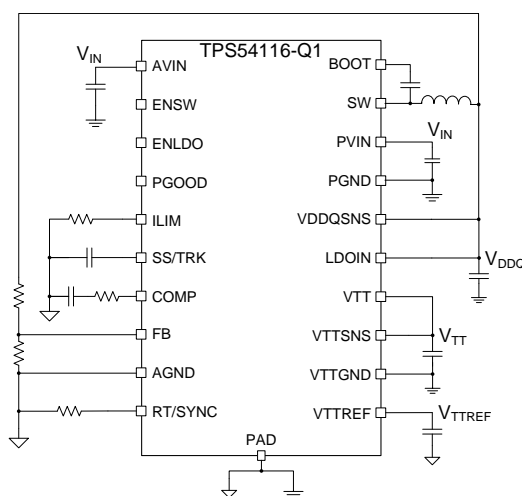 TPS54116-Q1
V_IN
AVIN
ENSW
ENLDO
PGOOD
ILIM
SS/TRK
COMP
FB
AGND
RT/SYNC
PAD
BOOT
SW
PVIN
V_IN
PGND
VDDQSNS
LDOIN
V_DDQ
VTT
VTTSNS
V_TT
VTTGND
VTTREF
V_TTREF